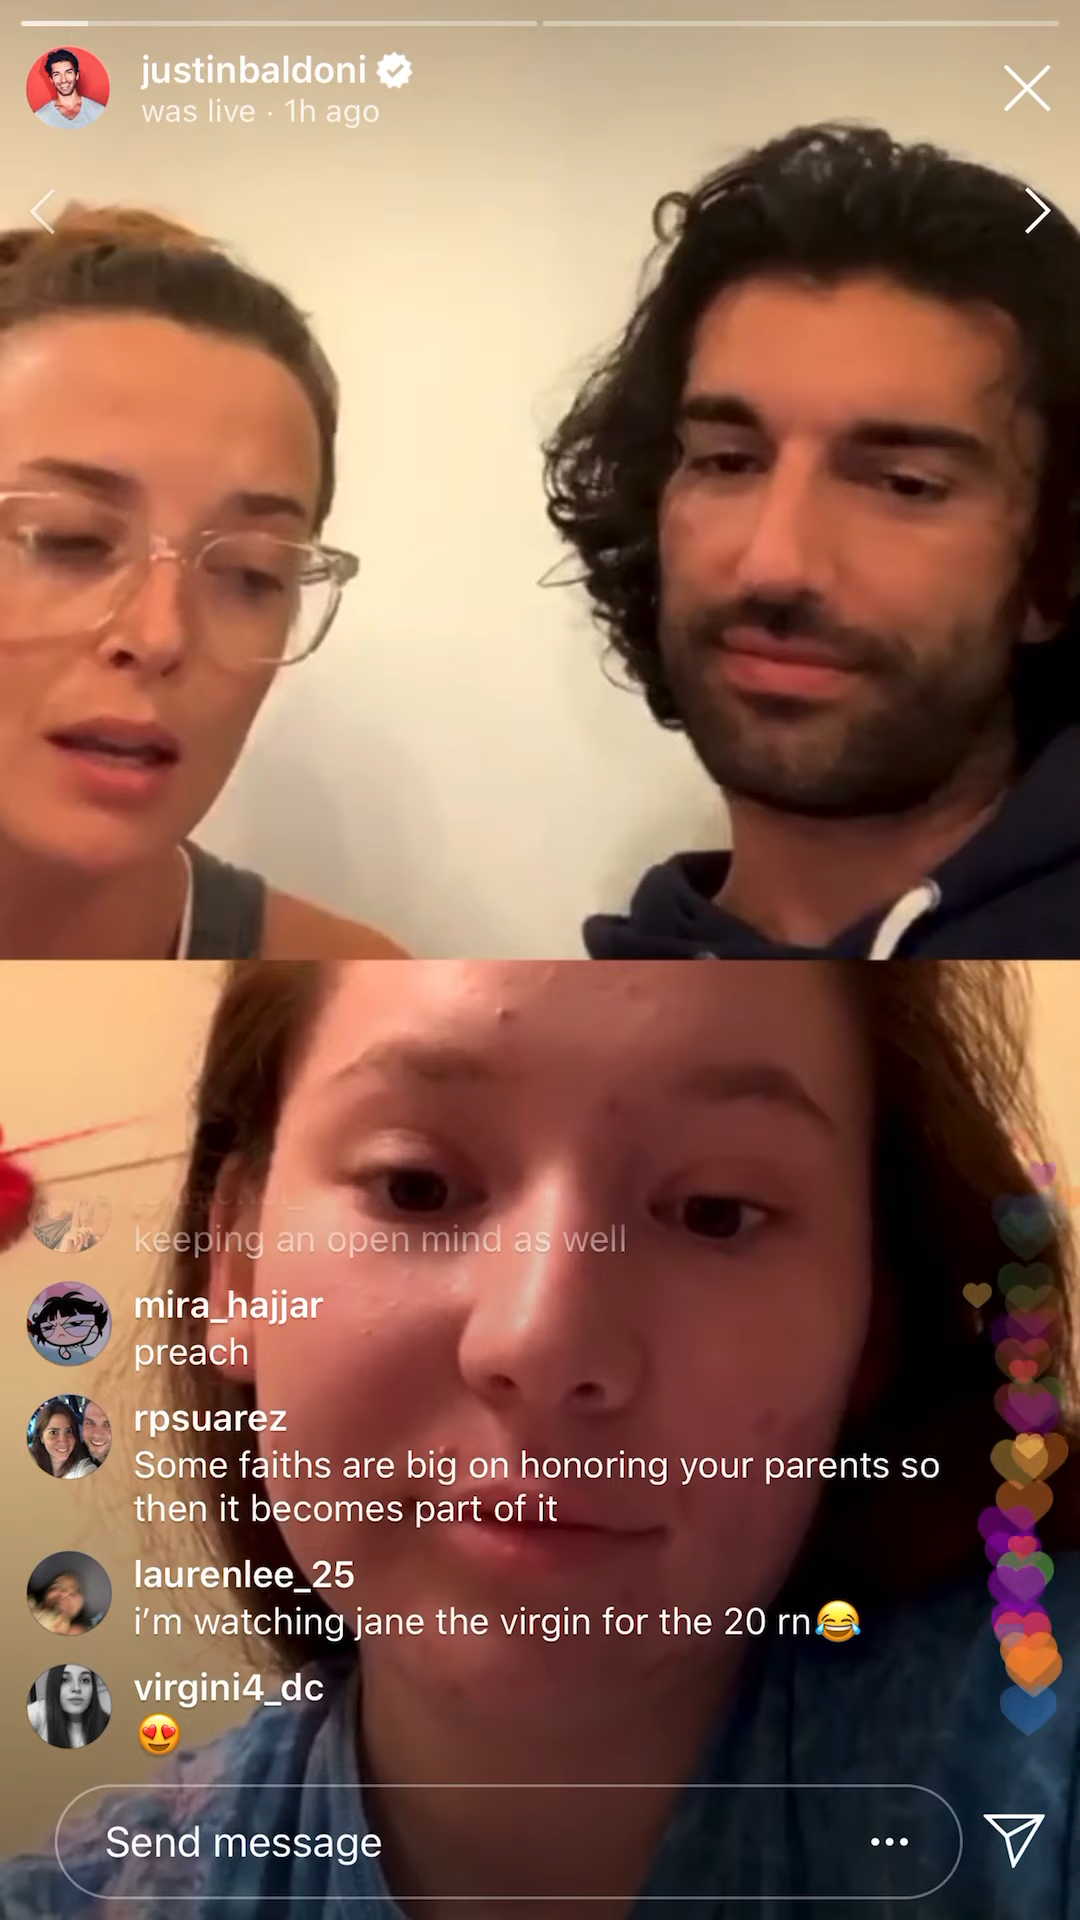 justinbaldoni
was live · 1h ago
keeping an open mind as well
mira_hajjar
preach
rpsuarez
Some faiths are big on honoring your parents so
then it becomes part of it
laurenlee_25
i’m watching jane the virgin for the 20 rn😂
virgini4_dc
😍
Send message